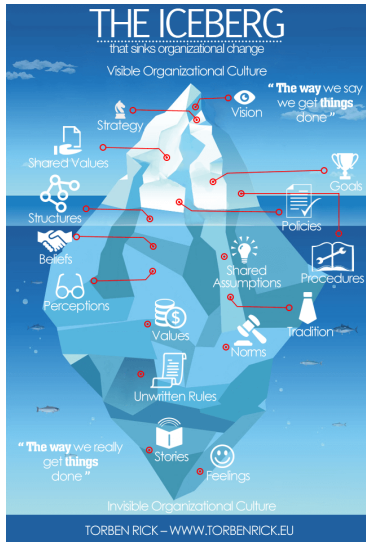 THE ICEBERG
that sinks organizational change
Visible Organizational Culture
Vision
" The way we say
we get things
done "
Strategy
Shared Values
Goals
Structures
Policies
Beliefs
Shared
Assumptions
Procedures
Perceptions
Tradition
Values
Norms
Unwritten Rules
" The way we really
get things
done "
Stories
Feelings
Invisible Organizational Culture
TORBEN RICK – WWW.TORBENRICK.EU